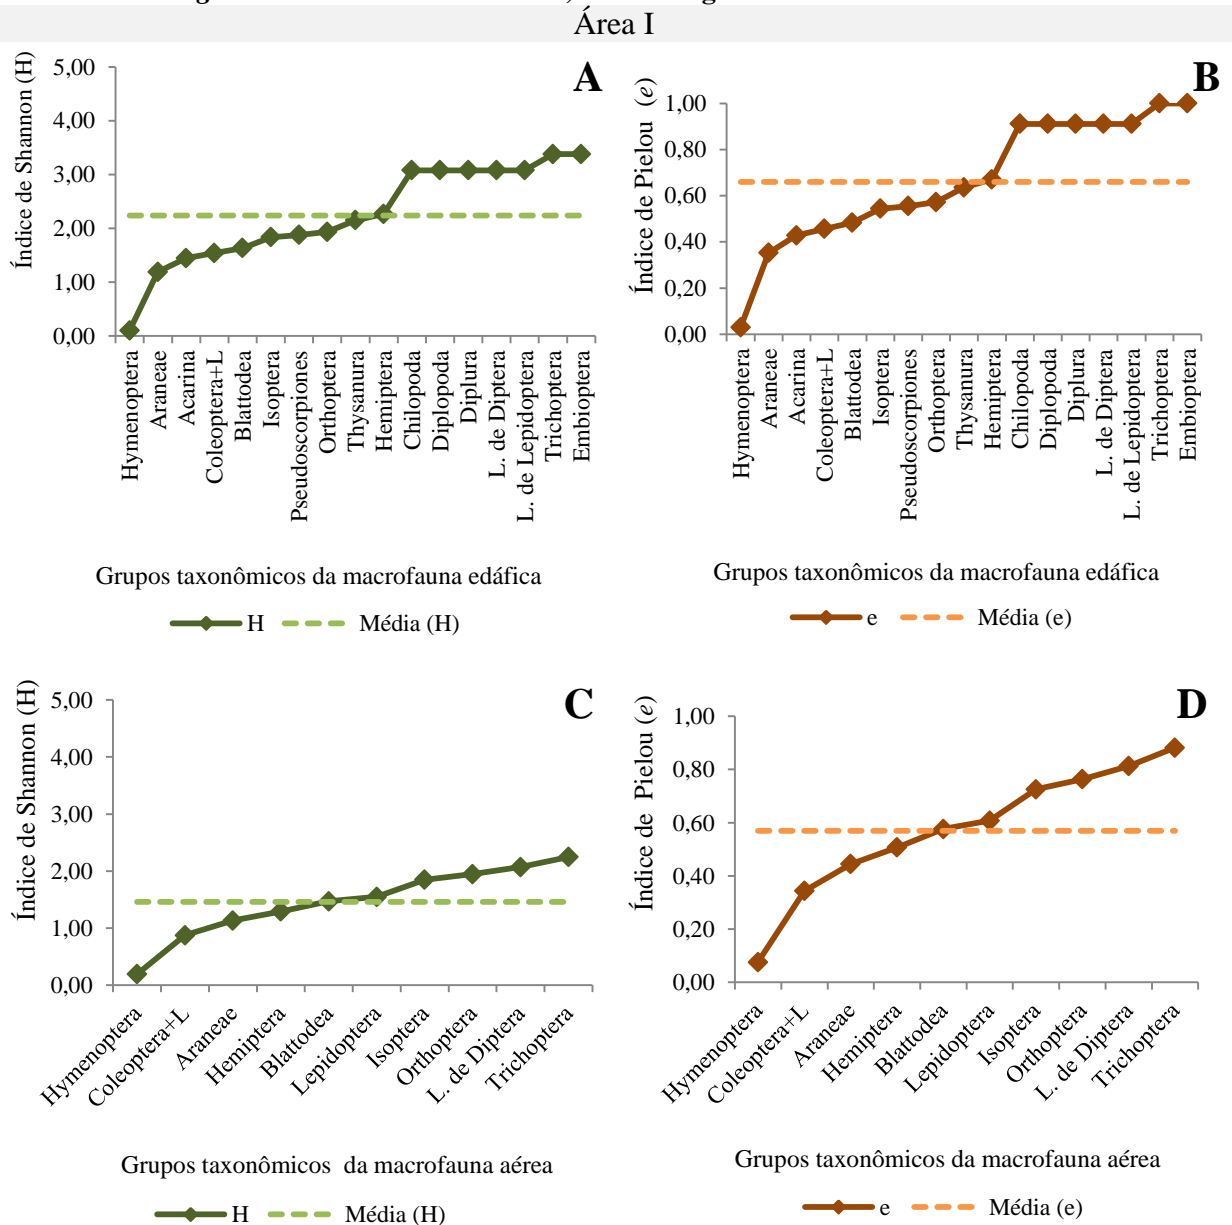 Área I
A
Índice de Shannon (H)
5,00
4,00
3,00
2,00
1,00
0,00
Hymenoptera
Araneae
Acarina
Coleoptera+L
Blattodea
Isoptera
Pseudoscorpiones
Orthoptera
Thysanura
Hemiptera
Chilopoda
Diplopoda
Diplura
L. de Diptera
L. de Lepidoptera
Trichoptera
Embioptera
Grupos taxonômicos da macrofauna edáfica
H Média (H)
B
Índice de Pielou (e)
1,00
0,80
0,60
0,40
0,20
0,00
Hymenoptera
Araneae
Acarina
Coleoptera+L
Blattodea
Isoptera
Pseudoscorpiones
Orthoptera
Thysanura
Hemiptera
Chilopoda
Diplopoda
Diplura
L. de Diptera
L. de Lepidoptera
Trichoptera
Embioptera
Grupos taxonômicos da macrofauna edáfica
e Média (e)
C
Índice de Shannon (H)
5,00
4,00
3,00
2,00
1,00
0,00
Hymenoptera
Coleoptera+L
Araneae
Hemiptera
Blattodea
Lepidoptera
Isoptera
Orthoptera
L. de Diptera
Trichoptera
Grupos taxonômicos da macrofauna aérea
H Média (H)
D
Índice de Pielou (e)
1,00
0,80
0,60
0,40
0,20
0,00
Hymenoptera
Coleoptera+L
Araneae
Hemiptera
Blattodea
Lepidoptera
Isoptera
Orthoptera
L. de Diptera
Trichoptera
Grupos taxonômicos da macrofauna aérea
e Média (e)